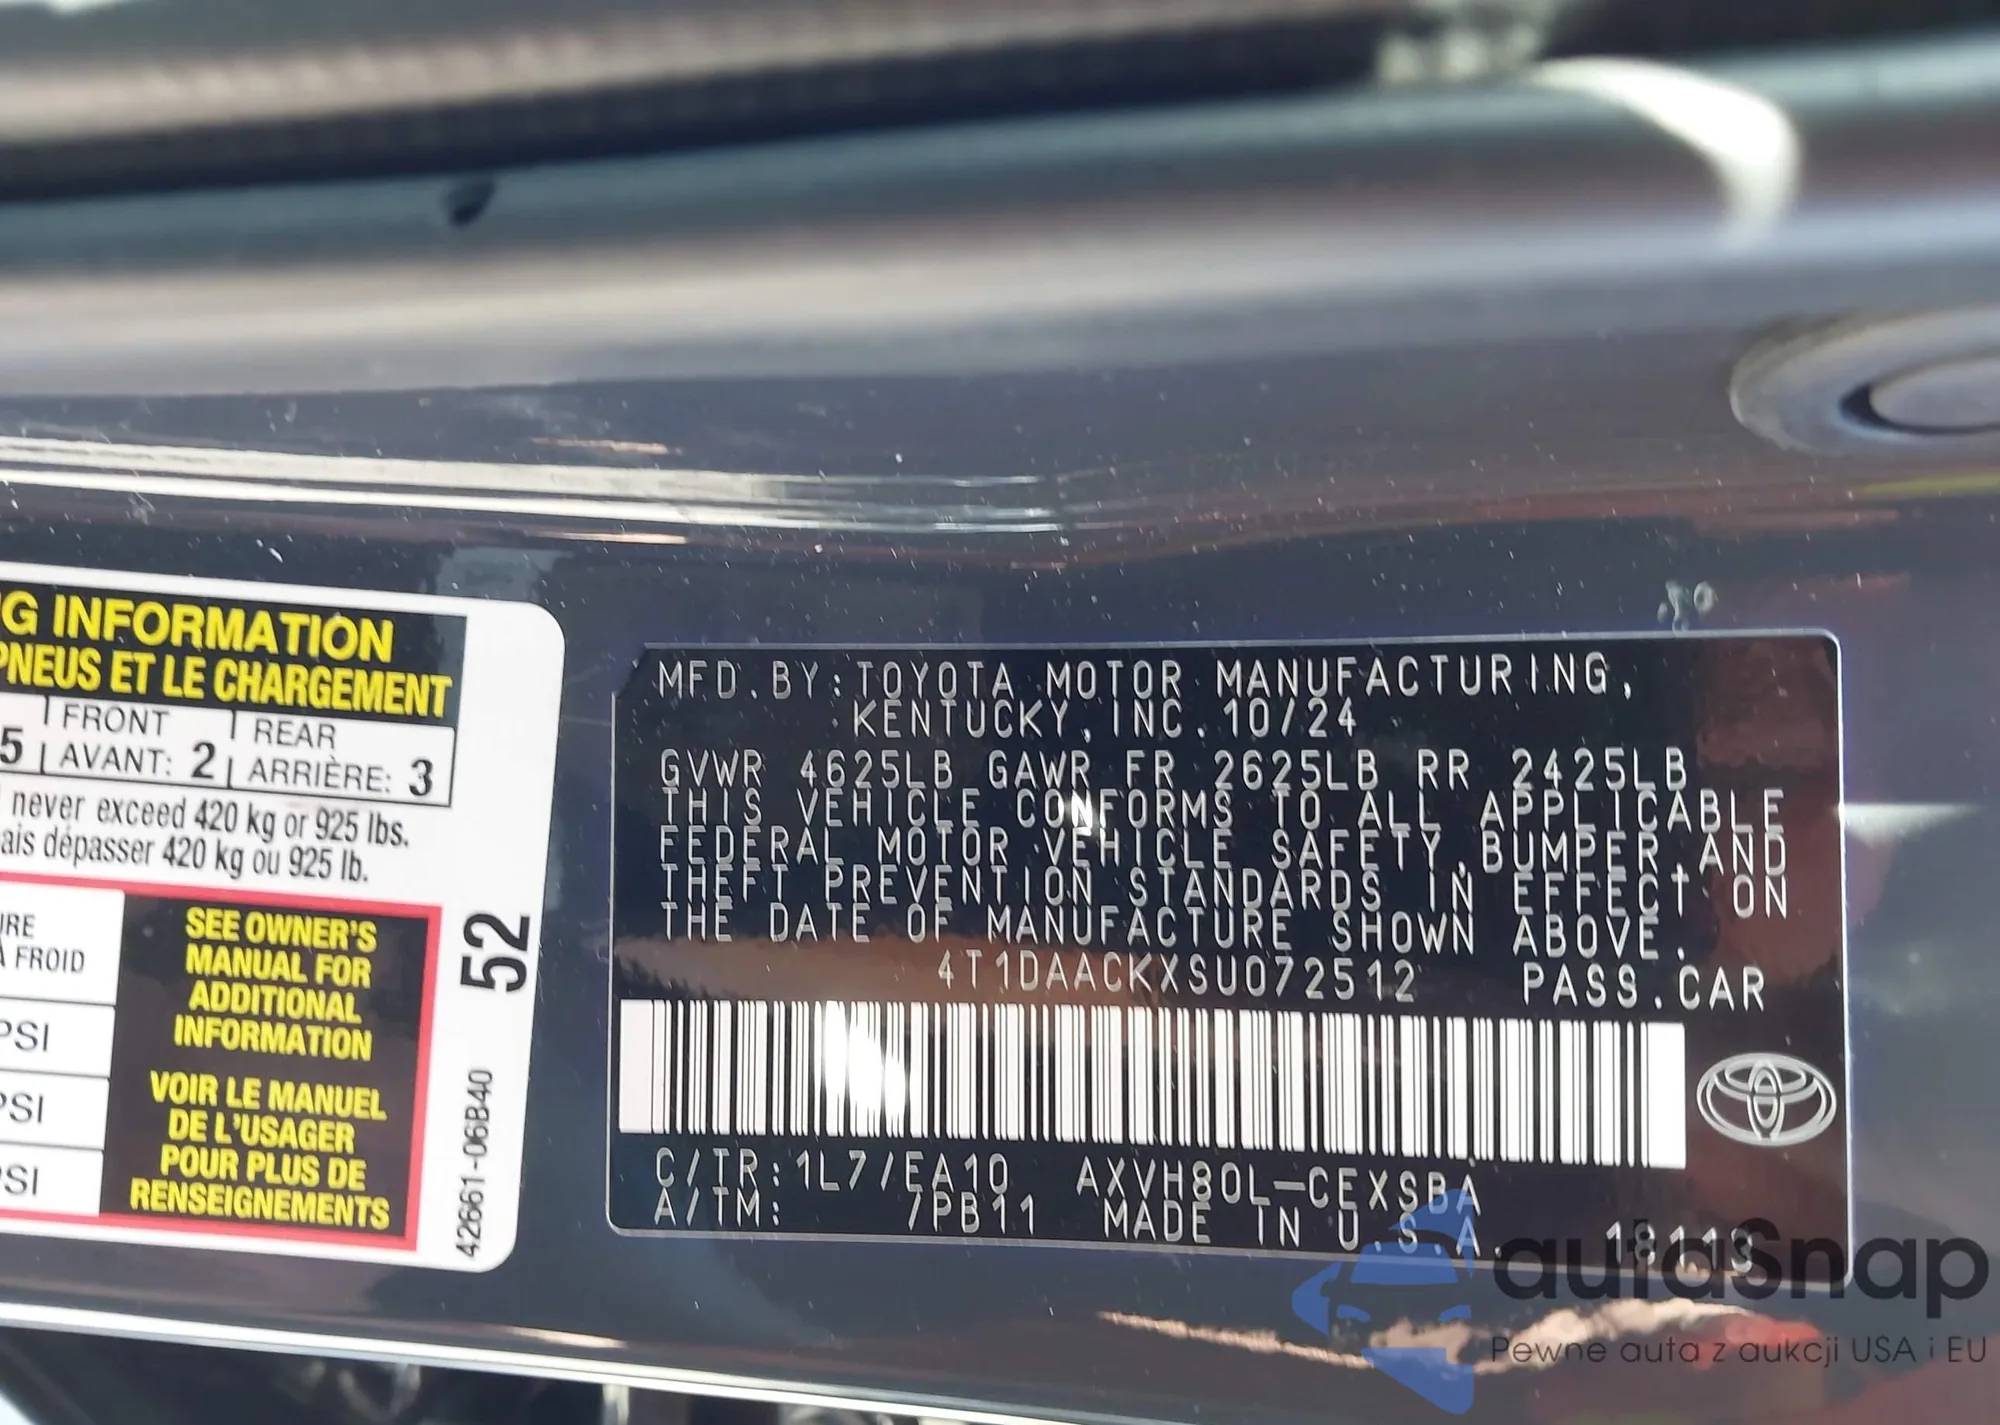 G INFORMATION
PNEUS ET LE CHARGEMENT
5 FRONT AVANT: 2 REAR ARRIÈRE: 3
never exceed 420 kg or 925 lbs.
ais dépasser 420 kg ou 925 lb.
URE
À FROID
PSI
PSI
PSI
SEE OWNER'S
MANUAL FOR
ADDITIONAL
INFORMATION
VOIR LE MANUEL
DE L'USAGER
POUR PLUS DE
RENSEIGNEMENTS
52
42661-06B40
MFD.BY:TOYOTA MOTOR MANUFACTURING,
KENTUCKY,INC.10/24
GVWR 4625LB GAWR FR 2625LB RR 2425LB
THIS VEHICLE CONFORMS TO ALL APPLICABLE
FEDERAL MOTOR VEHICLE SAFETY,BUMPER,AND
THEFT PREVENTION STANDARDS IN EFFECT ON
THE DATE OF MANUFACTURE SHOWN ABOVE.
4T1DAACKXSU072512 PASS.CAR
C/TR:1L7/EA10 AXVH80L-CEXSBA
A/TM: /PB11 MADE IN U.S.A. 18113
autaSnap
Pewne auta z aukcji USA i EU